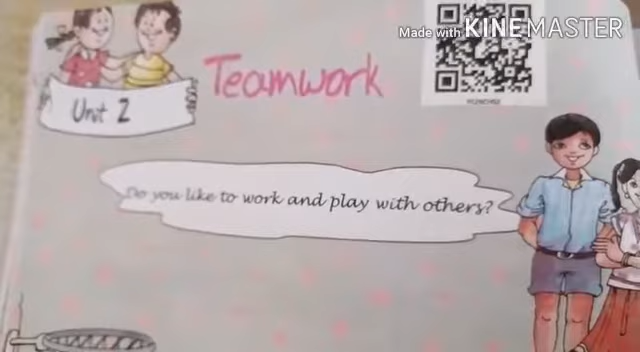 Made with KINEMASTER
Teamwork
Unit 2
Do you like to work and play with others?